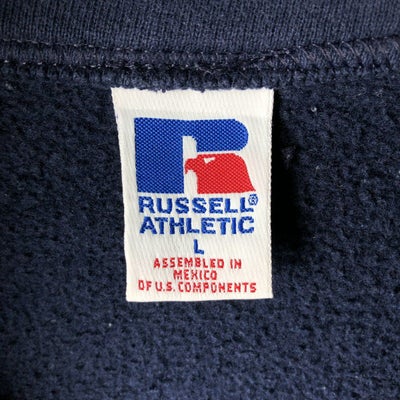 R
RUSSELL®
ATHLETIC
L
ASSEMBLED IN
MEXICO
OF U.S. COMPONENTS